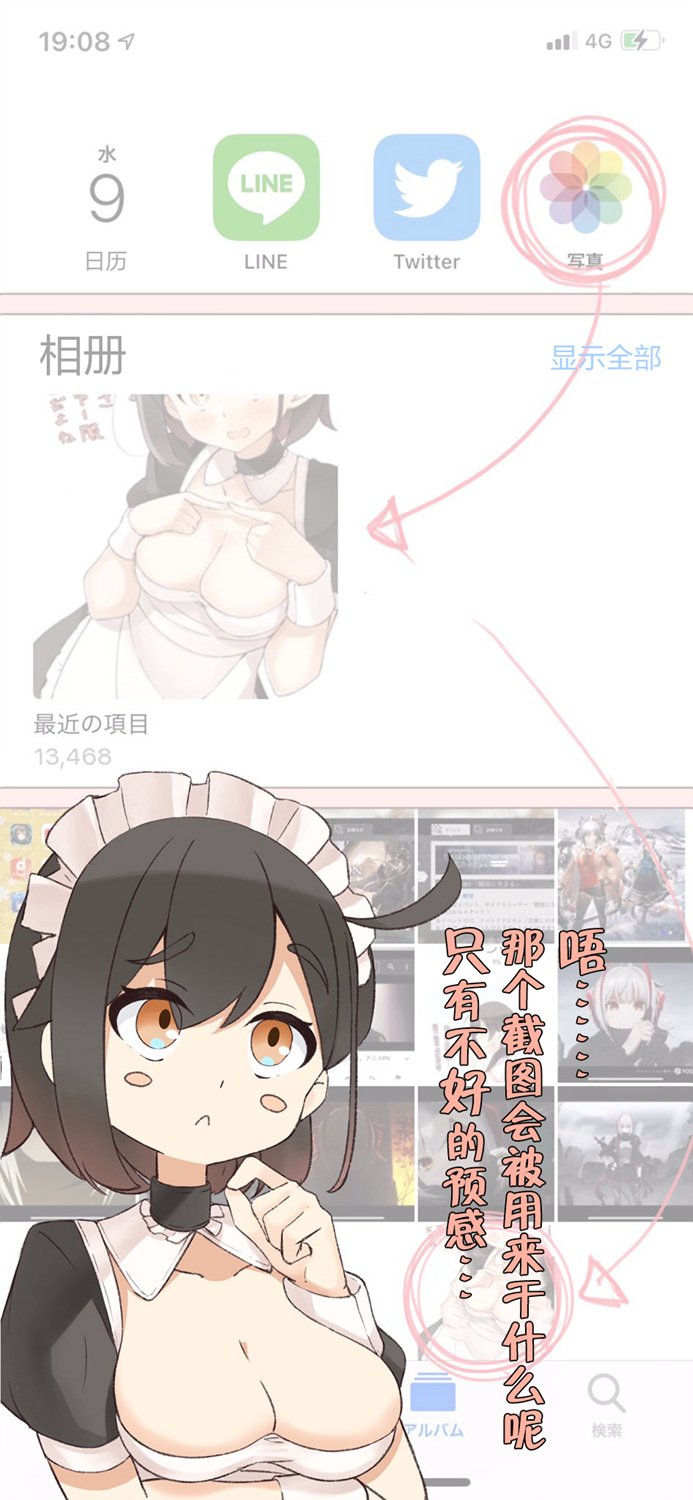 19:08
4G
水
9
日历
LINE
LINE
Twitter
写真
相册
显示全部
最近の項目
13,468
唔……
那个截图会被用来干什么呢
只有不好的预感…
アルバム
検索